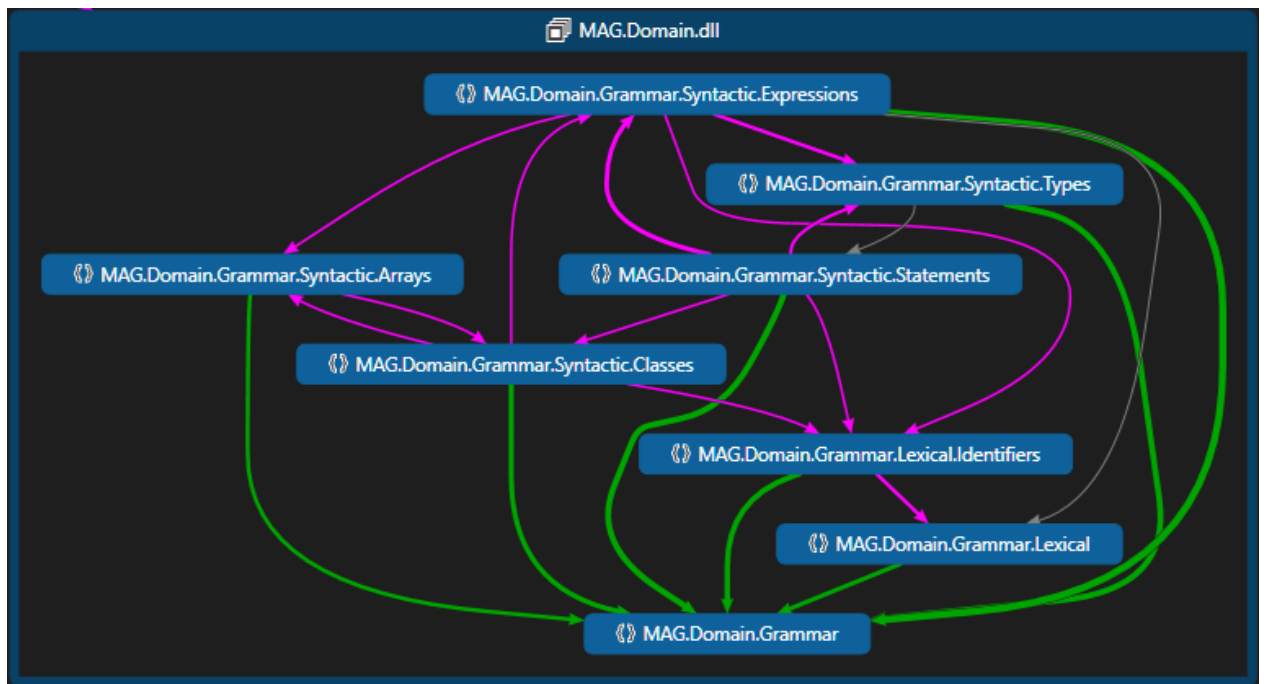 MAG.Domain.dll
MAG.Domain.Grammar.Syntactic.Expressions
MAG.Domain.Grammar.Syntactic.Types
MAG.Domain.Grammar.Syntactic.Arrays
MAG.Domain.Grammar.Syntactic.Statements
MAG.Domain.Grammar.Syntactic.Classes
MAG.Domain.Grammar.Lexical.Identifiers
MAG.Domain.Grammar.Lexical
MAG.Domain.Grammar